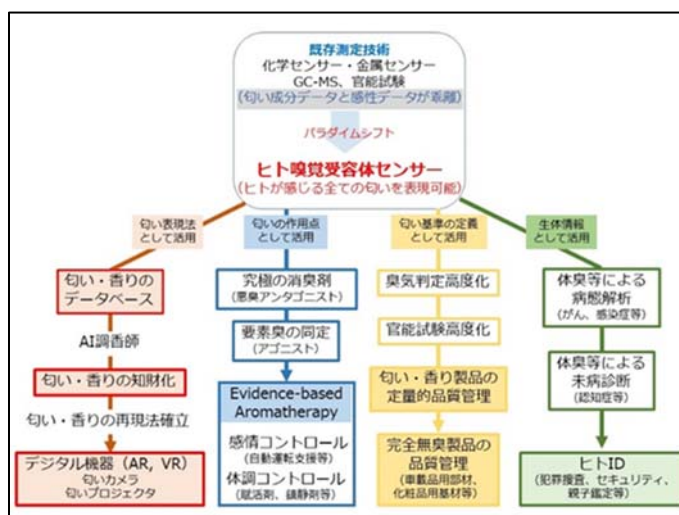 既存測定技術
化学センサー・金属センサー
GC-MS、官能試験
(匂い成分データと感性データが乖離)
パラダイムシフト
ヒト嗅覚受容体センサー
(ヒトが感じる全ての匂いを表現可能)
匂い表現法
として活用
匂い・香りの
データベース
AI調香師
匂い・香りの知財化
匂い・香りの再現法確立
デジタル機器（AR, VR）
匂いカメラ
匂いプロジェクタ
匂いの作用点
として活用
究極の消臭剤
(悪臭アンタゴニスト)
要素臭の同定
(アゴニスト)
Evidence-based
Aromatherapy
感情コントロール
(自動運転支援等)
体調コントロール
(賦活剤、鎮静剤等)
匂い基準の定義
として活用
臭気判定高度化
官能試験高度化
匂い・香り製品の
定量的品質管理
完全無臭製品の
品質管理
(車載品用部材、
化粧品用基材等)
生体情報
として活用
体臭等による
病態解析
(がん、感染症等)
体臭等による
未病診断
(認知症等)
ヒトID
(犯罪捜査、セキュリティ、
親子鑑定等)